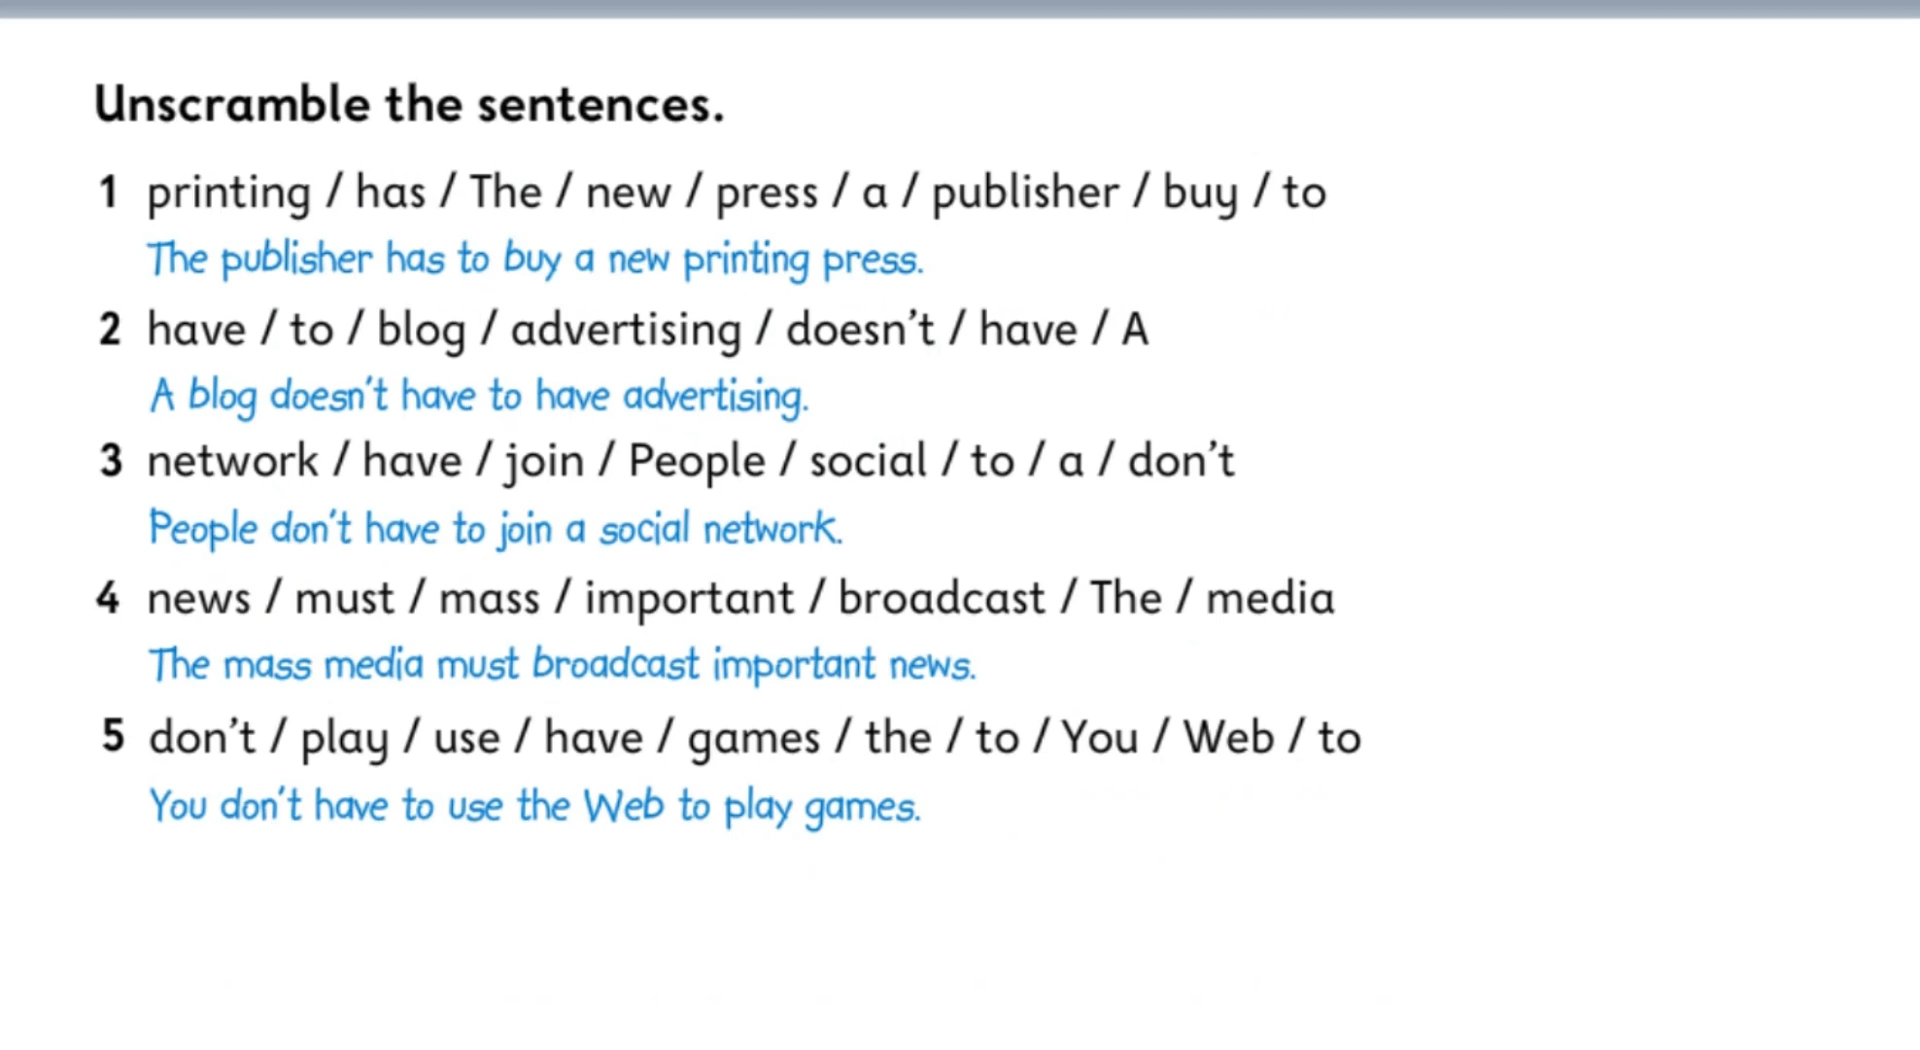 Unscramble the sentences.
1 printing / has / The / new / press / a / publisher / buy / to
The publisher has to buy a new printing press.
2 have / to / blog / advertising / doesn't / have / A
A blog doesn't have to have advertising.
3 network / have / join / People / social / to / a / don't
People don't have to join a social network.
4 news / must / mass / important / broadcast / The / media
The mass media must broadcast important news.
5 don't / play / use / have / games / the / to / You / Web / to
You don't have to use the Web to play games.